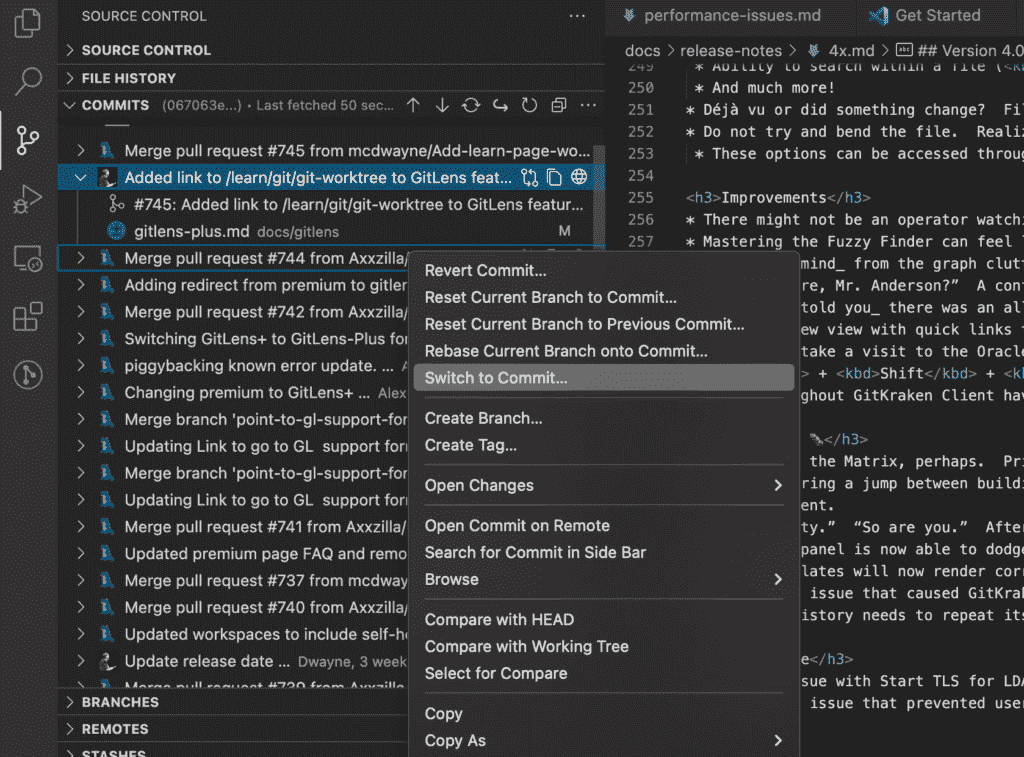 SOURCE CONTROL
SOURCE CONTROL
FILE HISTORY
COMMITS (067063e...) • Last fetched 50 sec...
Merge pull request #745 from mcdwayne/Add-learn-page-wo...
Added link to /learn/git/git-worktree to GitLens feat...
#745: Added link to /learn/git/git-worktree to GitLens featur...
gitlens-plus.md docs/gitlens M
Merge pull request #744 from Axxzilla/
Adding redirect from premium to gitler
Merge pull request #742 from Axxzilla/
Switching GitLens+ to GitLens-Plus for
piggybacking known error update. ...
Changing premium to GitLens+ ... Alex
Merge branch 'point-to-gl-support-for
Updating Link to go to GL support for
Merge branch 'point-to-gl-support-for
Updating Link to go to GL support for
Merge pull request #741 from Axxzilla/
Updated premium page FAQ and remo
Merge pull request #737 from mcdway
Merge pull request #740 from Axxzilla/
Updated workspaces to include self-h
Update release date ... Dwayne, 3 week
Merge pull request #739 from Axxzilla/
BRANCHES
REMOTES
STASHES
Revert Commit...
Reset Current Branch to Commit...
Reset Current Branch to Previous Commit...
Rebase Current Branch onto Commit...
Switch to Commit...
Create Branch...
Create Tag...
Open Changes
Open Commit on Remote
Search for Commit in Side Bar
Browse
Compare with HEAD
Compare with Working Tree
Select for Compare
Copy
Copy As
performance-issues.md
Get Started
docs > release-notes > 4x.md > abc ## Version 4.0
249 * Ability to search within a file (<k
250 * And much more!
251 * Déjà vu or did something change? Fi
252 * Do not try and bend the file. Realiz
253 * These options can be accessed throug
254
255 <h3>Improvements</h3>
256 * There might not be an operator watchi
257 * Mastering the Fuzzy Finder can feel l
mind_ from the graph clutt
re, Mr. Anderson?” A cont
told you_ there was an al
ew view with quick links t
take a visit to the Oracle
> + <kbd>Shift</kbd> + <kb
ghout GitKraken Client hav
</h3>
the Matrix, perhaps. Pri
ring a jump between buildi
ent.
ty.” “So are you.” After
panel is now able to dodge
lates will now render corr
issue that caused GitKrak
istory needs to repeat its
e</h3>
sue with Start TLS for LDA
issue that prevented user